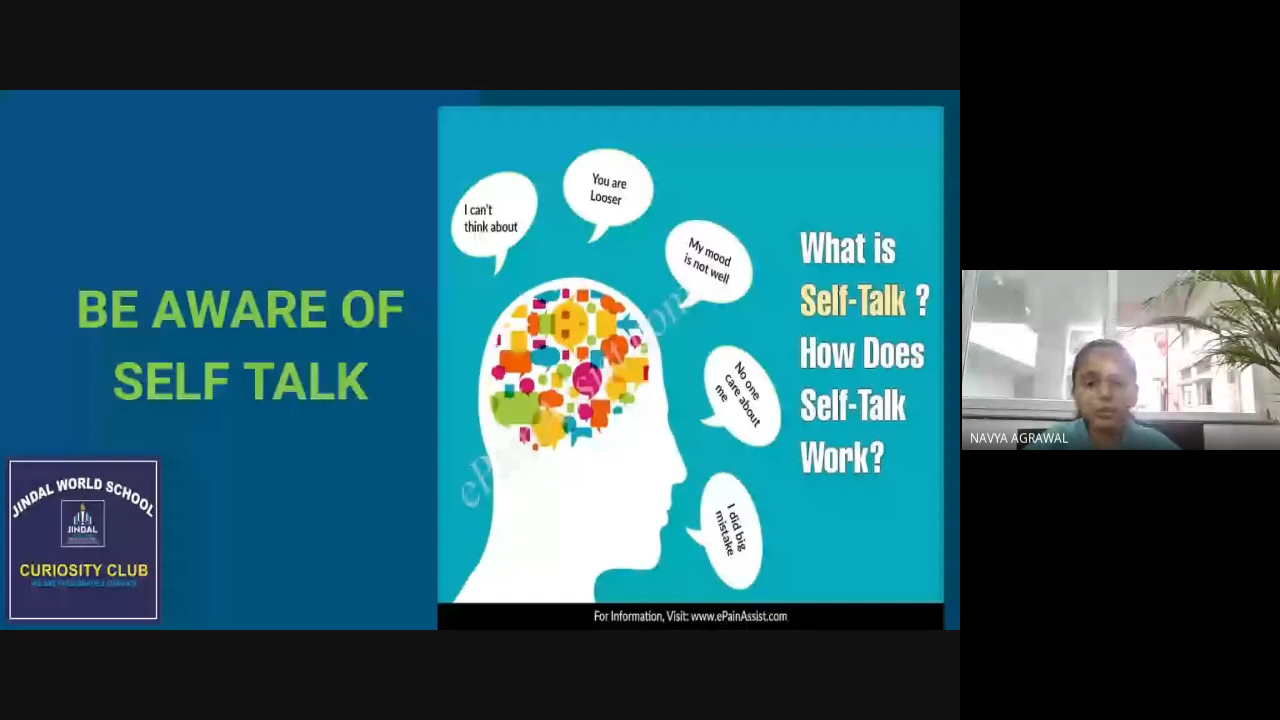 BE AWARE OF
SELF TALK
JINDAL WORLD SCHOOL
JINDAL
CURIOSITY CLUB
I can't
think about
You are
Looser
My mood
is not well
No one
care about
me
I did big
mistake
What is
Self-Talk ?
How Does
Self-Talk
Work?
For Information, Visit: www.ePainAssist.com
NAVYA AGRAWAL